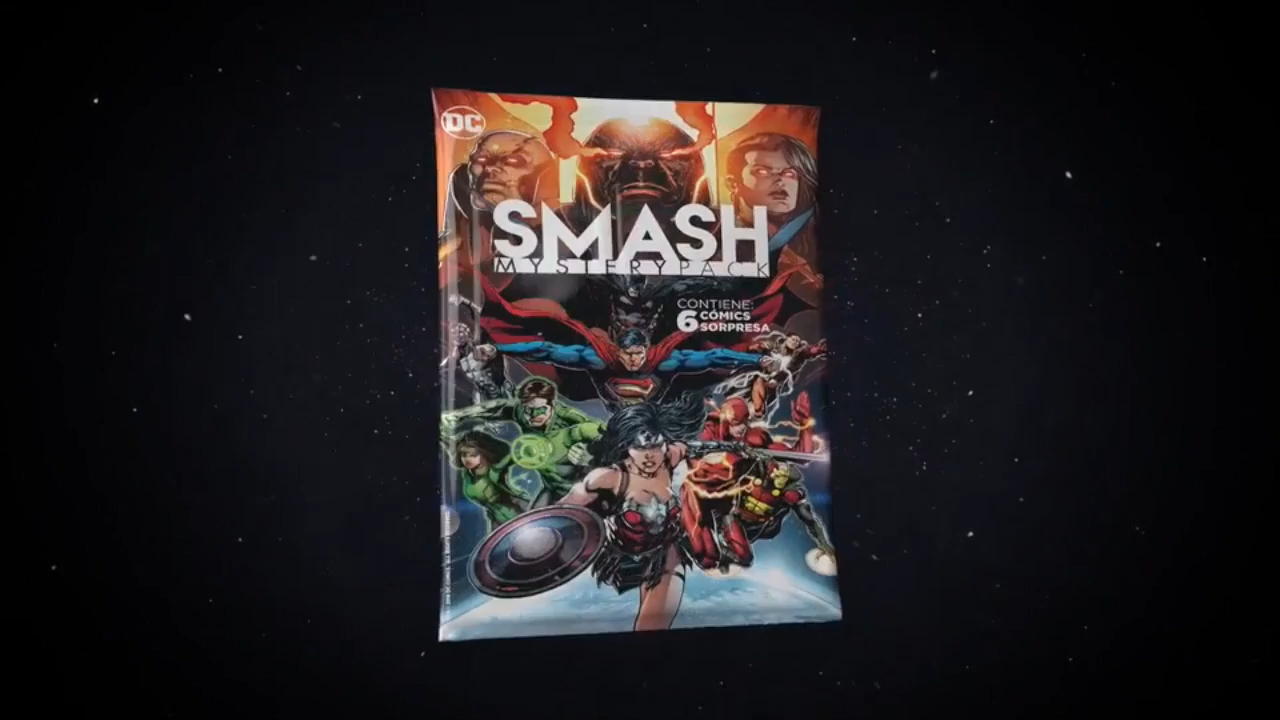 DC
SMASH
MYSTERY PACK
CONTIENE:
6 CÓMICS
SORPRESA